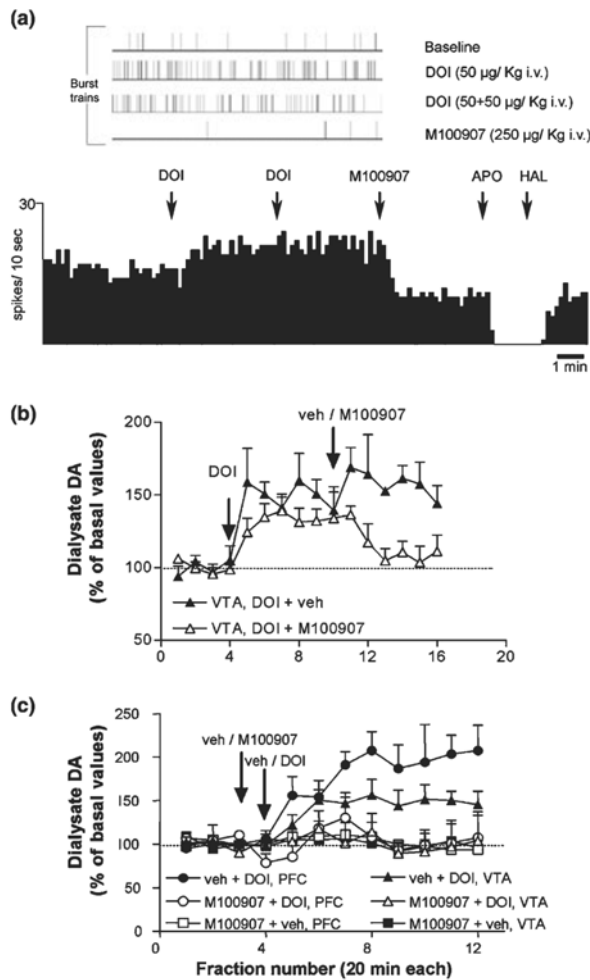 (a)
Baseline
DOI (50 µg/ Kg i.v.)
Burst
trains
DOI (50+50 µg/ Kg i.v.)
M100907 (250 µg/ Kg i.v.)
DOI DOI M100907 APO HAL
30
spikes/ 10 sec
1 min
(b)
veh / M100907
200
DOI
150
100
50
Dialysate DA
(% of basal values)
VTA, DOI + veh
VTA, DOI + M100907
0 4 8 12 16 20
(c)
250
veh / M100907
veh / DOI
200
150
100
50
0
Dialysate DA
(% of basal values)
veh + DOI, PFC veh + DOI, VTA
M100907 + DOI, PFC M100907 + DOI, VTA
M100907 + veh, PFC M100907 + veh, VTA
0 4 8 12
Fraction number (20 min each)